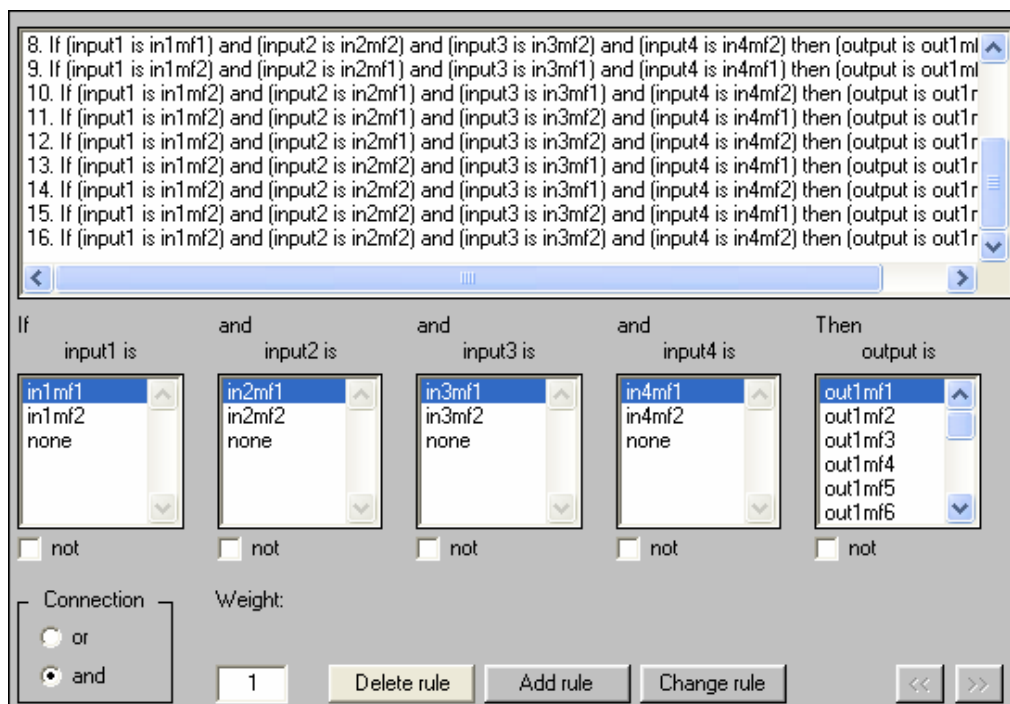 8. If (input1 is in1mf1) and (input2 is in2mf2) and (input3 is in3mf2) and (input4 is in4mf2) then (output is out1mf
9. If (input1 is in1mf2) and (input2 is in2mf1) and (input3 is in3mf1) and (input4 is in4mf1) then (output is out1mf
10. If (input1 is in1mf2) and (input2 is in2mf1) and (input3 is in3mf1) and (input4 is in4mf2) then (output is out1r
11. If (input1 is in1mf2) and (input2 is in2mf1) and (input3 is in3mf2) and (input4 is in4mf1) then (output is out1r
12. If (input1 is in1mf2) and (input2 is in2mf1) and (input3 is in3mf2) and (input4 is in4mf2) then (output is out1r
13. If (input1 is in1mf2) and (input2 is in2mf2) and (input3 is in3mf1) and (input4 is in4mf1) then (output is out1r
14. If (input1 is in1mf2) and (input2 is in2mf2) and (input3 is in3mf1) and (input4 is in4mf2) then (output is out1r
15. If (input1 is in1mf2) and (input2 is in2mf2) and (input3 is in3mf2) and (input4 is in4mf1) then (output is out1r
16. If (input1 is in1mf2) and (input2 is in2mf2) and (input3 is in3mf2) and (input4 is in4mf2) then (output is out1r
If and and and Then
input1 is input2 is input3 is input4 is output is
in1mf1 in2mf1 in3mf1 in4mf1 out1mf1
in1mf2 in2mf2 in3mf2 in4mf2 out1mf2
none none none none out1mf3
out1mf4
out1mf5
out1mf6
not not not not not
Connection Weight:
or
and 1 Delete rule Add rule Change rule << >>